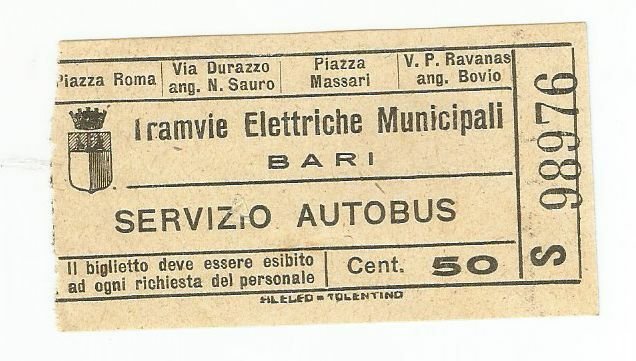 Piazza Roma
Via Durazzo
ang. N. Sauro
Piazza
Massari
V. P. Ravanas
ang. Bovio
Tramvie Elettriche Municipali
BARI
SERVIZIO AUTOBUS
Il biglietto deve essere esibito
ad ogni richiesta del personale
Cent. 50
TOLENTINO
S 98976